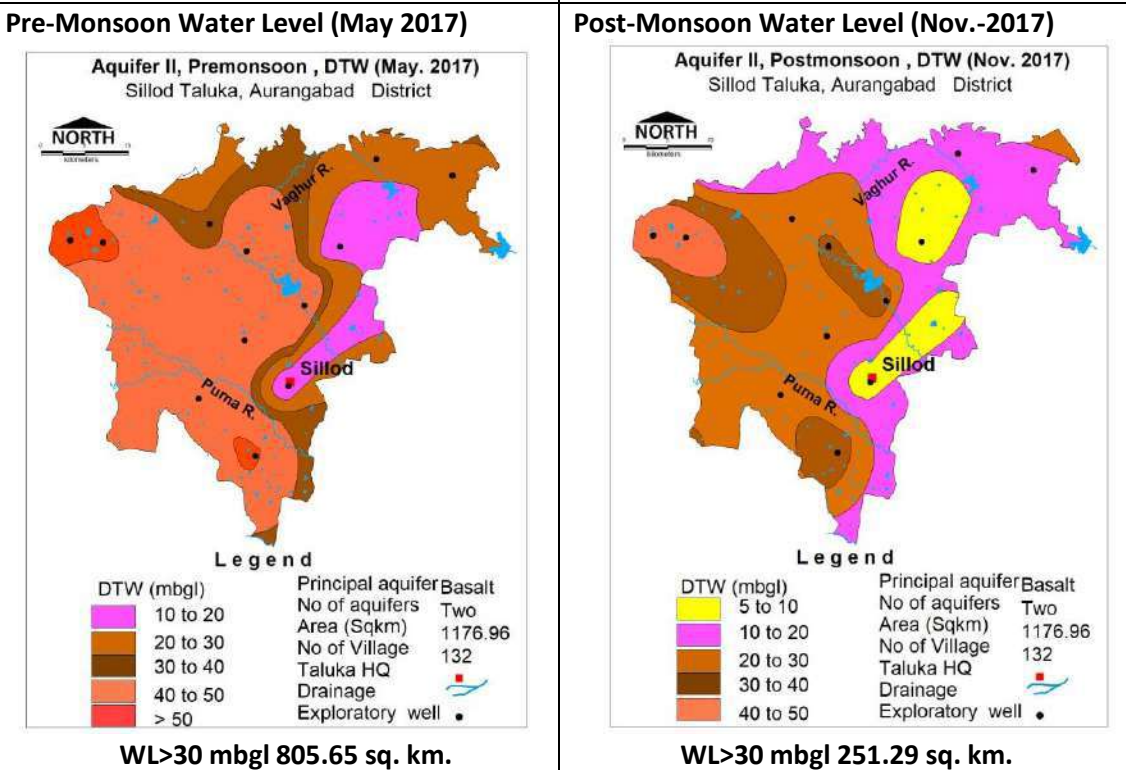 Pre-Monsoon Water Level (May 2017)
Aquifer II, Premonsoon , DTW (May. 2017)
Sillod Taluka, Aurangabad District
NORTH
kilometers
Vaghur R.
Sillod
Purna R.
Legend
DTW (mbgl)
10 to 20
20 to 30
30 to 40
40 to 50
> 50
Principal aquifer Basalt
No of aquifers Two
Area (Sqkm) 1176.96
No of Village 132
Taluka HQ
Drainage
Exploratory well
WL>30 mbgl 805.65 sq. km.
Post-Monsoon Water Level (Nov.-2017)
Aquifer II, Postmonsoon , DTW (Nov. 2017)
Sillod Taluka, Aurangabad District
NORTH
kilometers
Vaghur R.
Sillod
Purna R.
Legend
DTW (mbgl)
5 to 10
10 to 20
20 to 30
30 to 40
40 to 50
Principal aquifer Basalt
No of aquifers Two
Area (Sqkm) 1176.96
No of Village 132
Taluka HQ
Drainage
Exploratory well
WL>30 mbgl 251.29 sq. km.